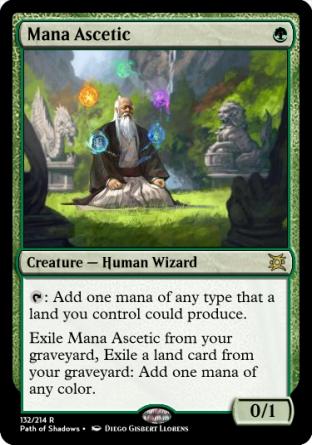 Mana Ascetic
Creature — Human Wizard
: Add one mana of any type that a
land you control could produce.
Exile Mana Ascetic from your
graveyard, Exile a land card from
your graveyard: Add one mana of
any color.
0/1
132/214 R
Path of Shadows • Diego Gisbert Llorens